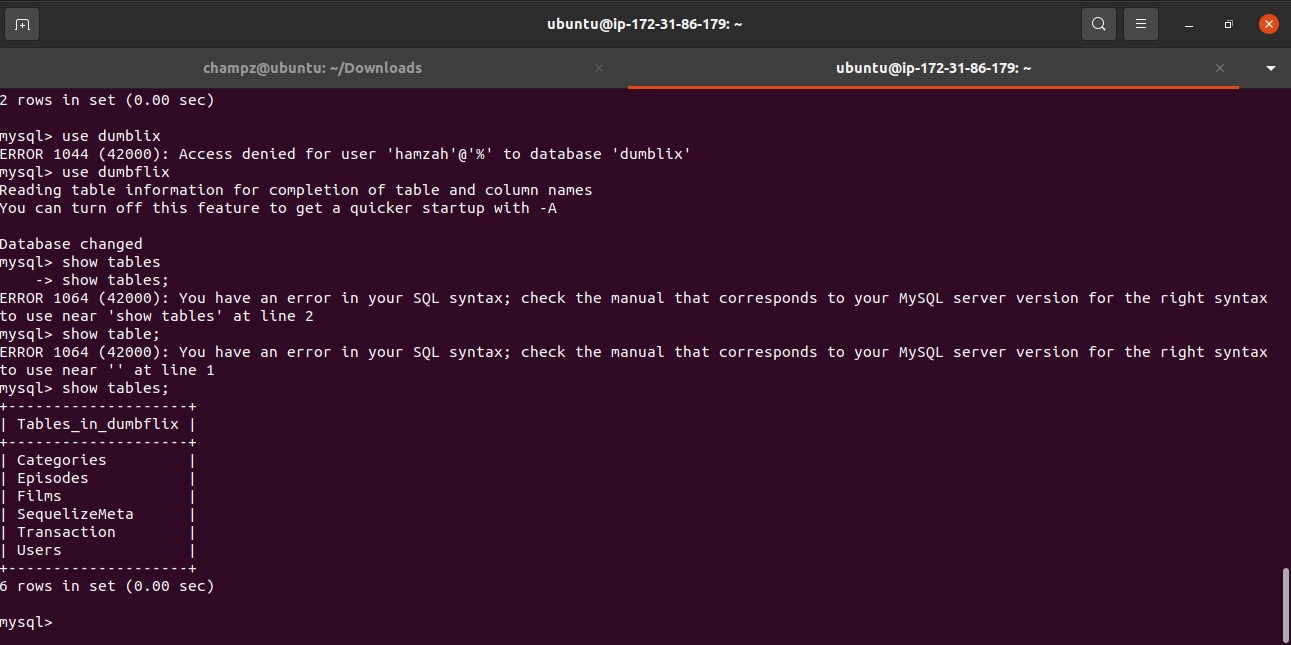 ubuntu@ip-172-31-86-179: ~
champz@ubuntu: ~/Downloads
ubuntu@ip-172-31-86-179: ~
2 rows in set (0.00 sec)
mysql> use dumblix
ERROR 1044 (42000): Access denied for user 'hamzah'@'%' to database 'dumblix'
mysql> use dumbflix
Reading table information for completion of table and column names
You can turn off this feature to get a quicker startup with -A
Database changed
mysql> show tables
    -> show tables;
ERROR 1064 (42000): You have an error in your SQL syntax; check the manual that corresponds to your MySQL server version for the right syntax
to use near 'show tables' at line 2
mysql> show table;
ERROR 1064 (42000): You have an error in your SQL syntax; check the manual that corresponds to your MySQL server version for the right syntax
to use near '' at line 1
mysql> show tables;
+--------------------+
| Tables_in_dumbflix |
+--------------------+
| Categories         |
| Episodes           |
| Films              |
| SequelizeMeta      |
| Transaction        |
| Users              |
+--------------------+
6 rows in set (0.00 sec)
mysql>